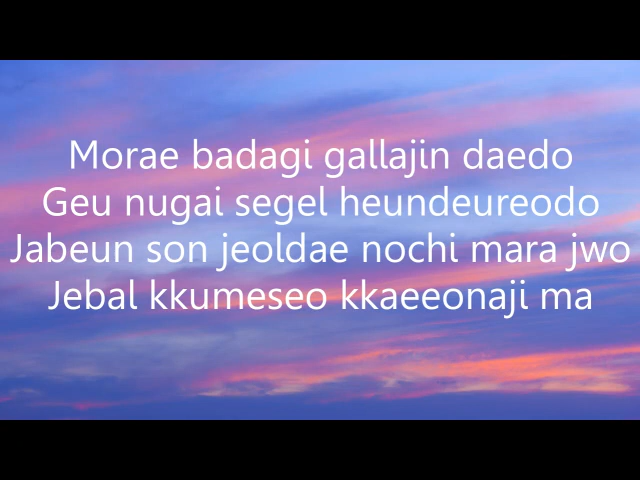 Morae badagi gallajin daedo
Geu nugai segel heundeureodo
Jabeun son jeoldae nochi mara jwo
Jebal kkumeseo kkaeeonaji ma